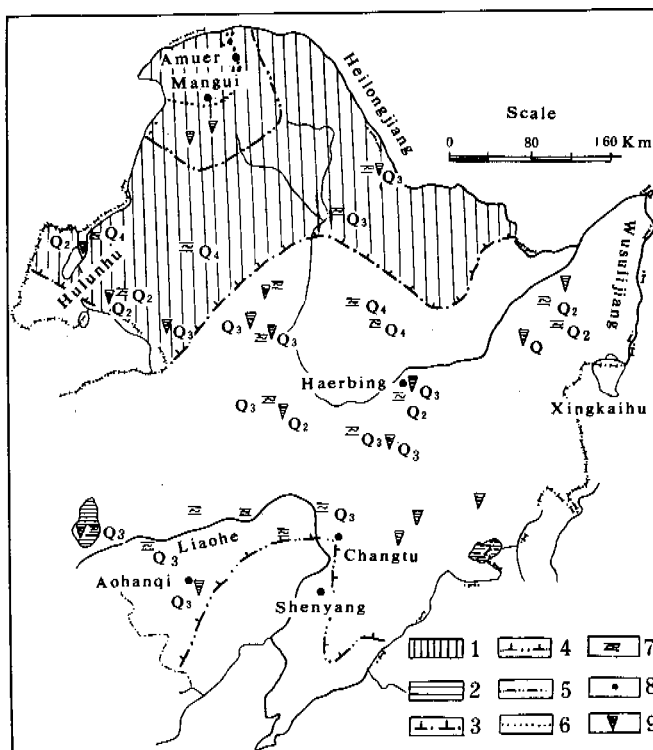 Amuer
Mangui
Heilongjiang
Scale
0 80 160 Km
Q3
Q3
Q2 Q4
Hulunhu
Q4
Q2
Q2
Q3
Q3
Q3
Q4
Q4
Wusulijiang
Q2
Q2
Q
Haerbing
Q3
Q2
Xingkaihu
Q3
Q2
Q3
Q3
Q3
Q3
Liaohe
Q3
Changtu
Aohanqi
Q3
Shenyang
1 4 7
2 5 8
3 6 9